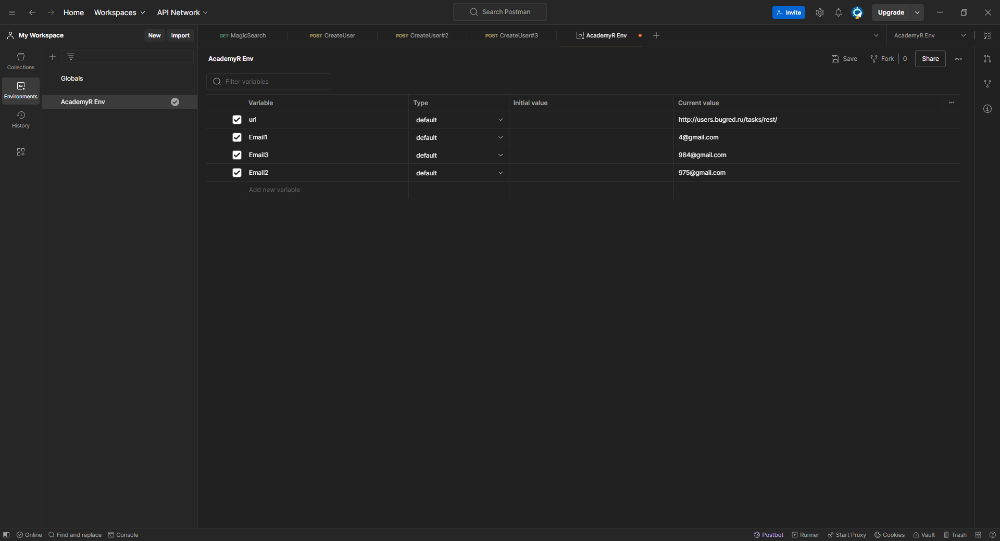 Home Workspaces API Network Search Postman Invite Upgrade
My Workspace New Import GET MagicSearch POST CreateUser POST CreateUser#2 POST CreateUser#3 AcademyR Env AcademyR Env
Collections
Environments
History
Globals
AcademyR Env
AcademyR Env Save Fork 0 Share
Filter variables
Variable Type Initial value Current value
url default http://users.bugred.ru/tasks/rest/
Email1 default 4@gmail.com
Email3 default 964@gmail.com
Email2 default 975@gmail.com
Add new variable
Online Find and replace Console Postbot Runner Start Proxy Cookies Vault Trash